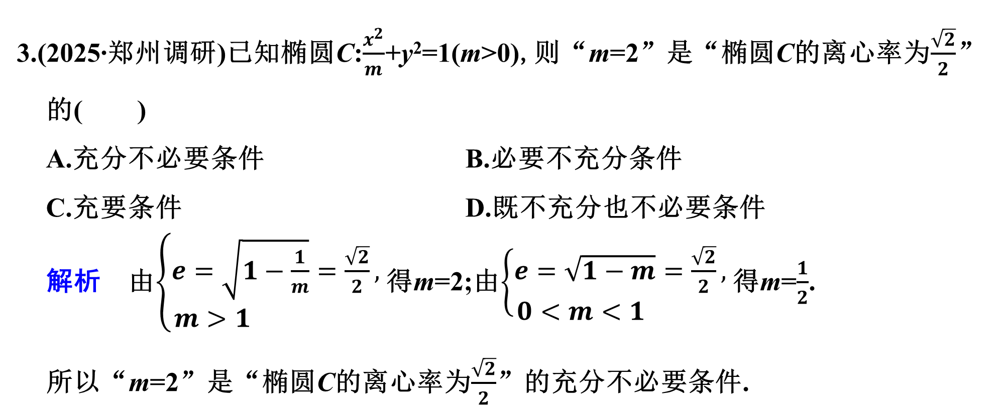 3.(2025·郑州调研)已知椭圆C:$\frac{x^2}{m}$+y²=1(m>0), 则“m=2”是“椭圆C的离心率为$\frac{\sqrt{2}}{2}$”
的(  )
A.充分不必要条件 B.必要不充分条件
C.充要条件 D.既不充分也不必要条件
解析 由$\begin{cases} e=\sqrt{1-\frac{1}{m}}=\frac{\sqrt{2}}{2}, \\ m>1 \end{cases}$得m=2;由$\begin{cases} e=\sqrt{1-m}=\frac{\sqrt{2}}{2}, \\ 0<m<1 \end{cases}$得m=$\frac{1}{2}$.
所以“m=2”是“椭圆C的离心率为$\frac{\sqrt{2}}{2}$”的充分不必要条件.